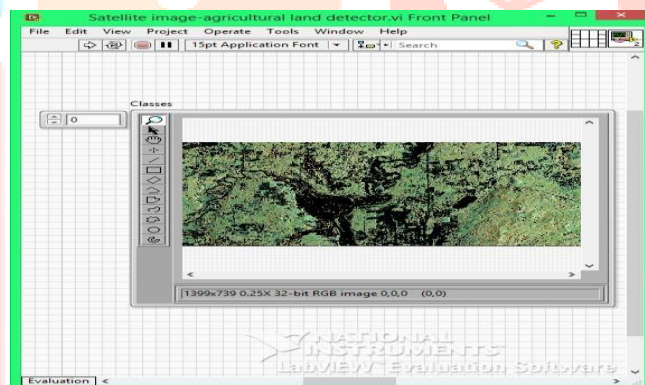 Satellite image-agricultural land detector.vi Front Panel
File Edit View Project Operate Tools Window Help
15pt Application Font Search
2
Classes
0
1399x739 0.25X 32-bit RGB image 0,0,0 (0,0)
NATIONAL
INSTRUMENTS
LabVIEW™ Evaluation Software
Evaluation